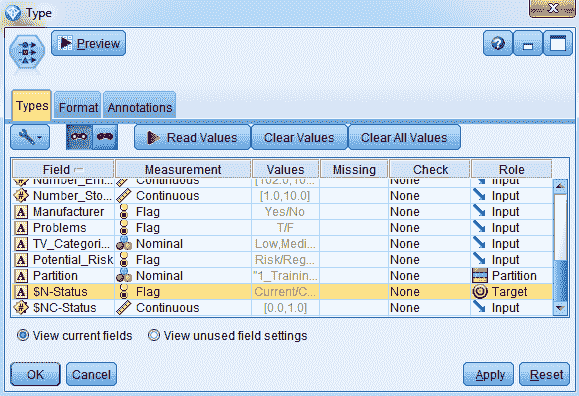 Type
Preview
Types Format Annotations
Read Values Clear Values Clear All Values
Field Measurement Values Missing Check Role
Number_Em... Continuous [102.0,10... None Input
Number_Sto... Continuous [1.0,10.0] None Input
A Manufacturer Flag Yes/No None Input
A Problems Flag T/F None Input
A TV_Categori... Nominal Low,Medi... None Input
A Potential_Risk Flag Risk/Reg... None Input
A Partition Nominal "1_Trainin... None Partition
A $N-Status Flag Current/C... None Target
$NC-Status Continuous [0.0,1.0] None Input
View current fields View unused field settings
OK Cancel Apply Reset